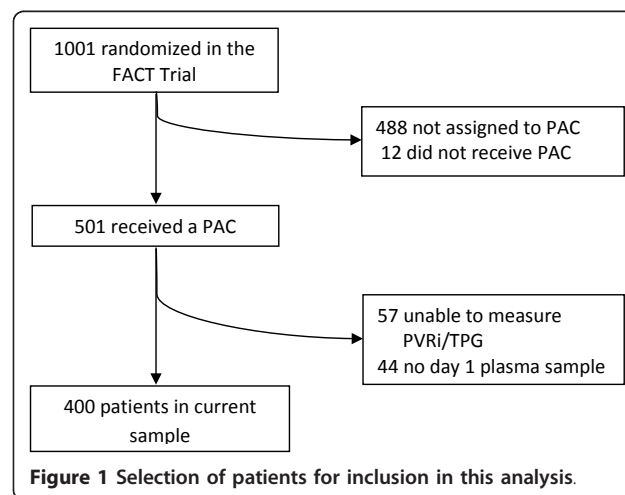 1001 randomized in the
FACT Trial
488 not assigned to PAC
12 did not receive PAC
501 received a PAC
57 unable to measure
PVRi/TPG
44 no day 1 plasma sample
400 patients in current
sample
Figure 1 Selection of patients for inclusion in this analysis.